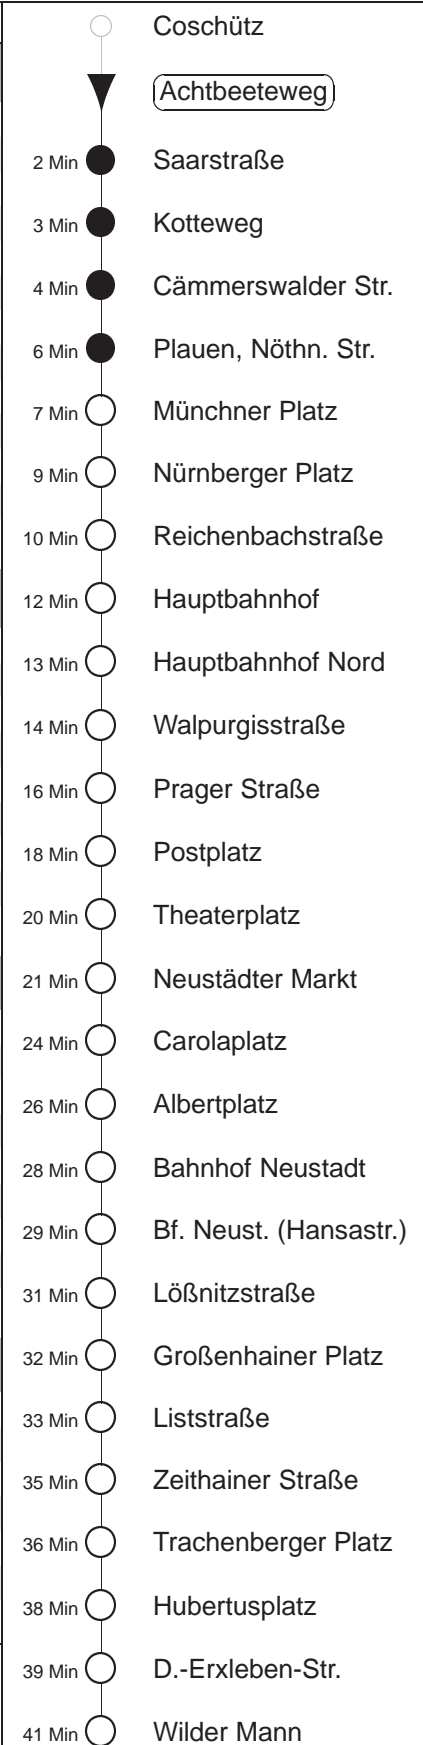 Coschütz
Achtbeeteweg
2 Min Saarstraße
3 Min Kotteweg
4 Min Cämmerswalder Str.
6 Min Plauen, Nöthn. Str.
7 Min Münchner Platz
9 Min Nürnberger Platz
10 Min Reichenbachstraße
12 Min Hauptbahnhof
13 Min Hauptbahnhof Nord
14 Min Walpurgisstraße
16 Min Prager Straße
18 Min Postplatz
20 Min Theaterplatz
21 Min Neustädter Markt
24 Min Carolaplatz
26 Min Albertplatz
28 Min Bahnhof Neustadt
29 Min Bf. Neust. (Hansastr.)
31 Min Lößnitzstraße
32 Min Großenhainer Platz
33 Min Liststraße
35 Min Zeithainer Straße
36 Min Trachenberger Platz
38 Min Hubertusplatz
39 Min D.-Erxleben-Str.
41 Min Wilder Mann